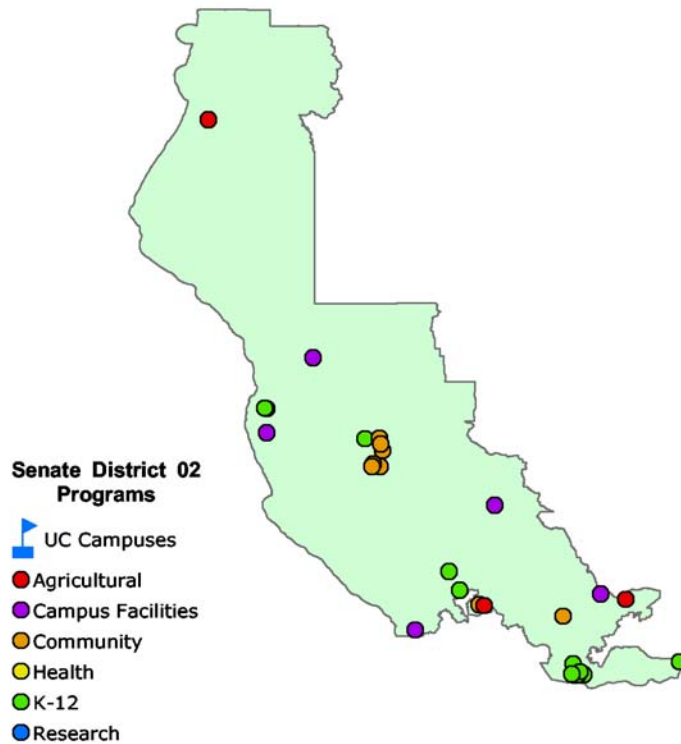 Senate District 02
Programs
UC Campuses
Agricultural
Campus Facilities
Community
Health
K-12
Research